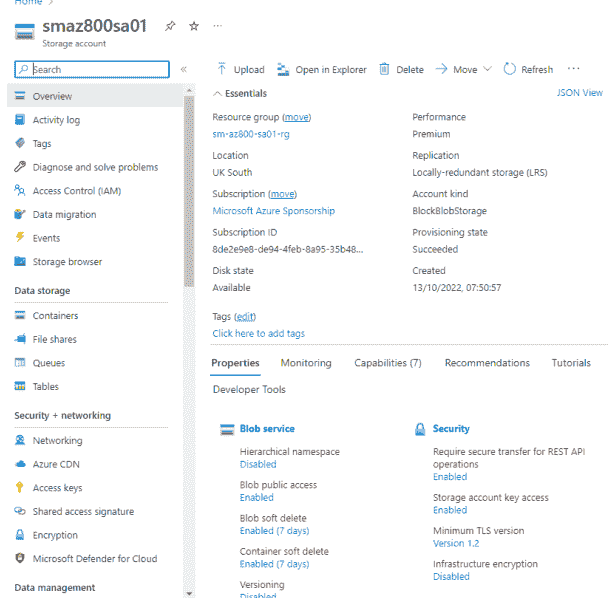 Home
smaz800sa01
Storage account
Search
Overview
Activity log
Tags
Diagnose and solve problems
Access Control (IAM)
Data migration
Events
Storage browser
Data storage
Containers
File shares
Queues
Tables
Security + networking
Networking
Azure CDN
Access keys
Shared access signature
Encryption
Microsoft Defender for Cloud
Data management
Upload
Open in Explorer
Delete
Move
Refresh
Essentials
JSON View
Resource group (move)
sm-az800-sa01-rg
Location
UK South
Subscription (move)
Microsoft Azure Sponsorship
Subscription ID
8de2e9e8-de94-4feb-8a95-35b48...
Disk state
Available
Performance
Premium
Replication
Locally-redundant storage (LRS)
Account kind
BlockBlobStorage
Provisioning state
Succeeded
Created
13/10/2022, 07:50:57
Tags (edit)
Click here to add tags
Properties
Monitoring
Capabilities (7)
Recommendations
Tutorials
Developer Tools
Blob service
Hierarchical namespace
Disabled
Blob public access
Enabled
Blob soft delete
Enabled (7 days)
Container soft delete
Enabled (7 days)
Versioning
Disabled
Security
Require secure transfer for REST API
operations
Enabled
Storage account key access
Enabled
Minimum TLS version
Version 1.2
Infrastructure encryption
Disabled